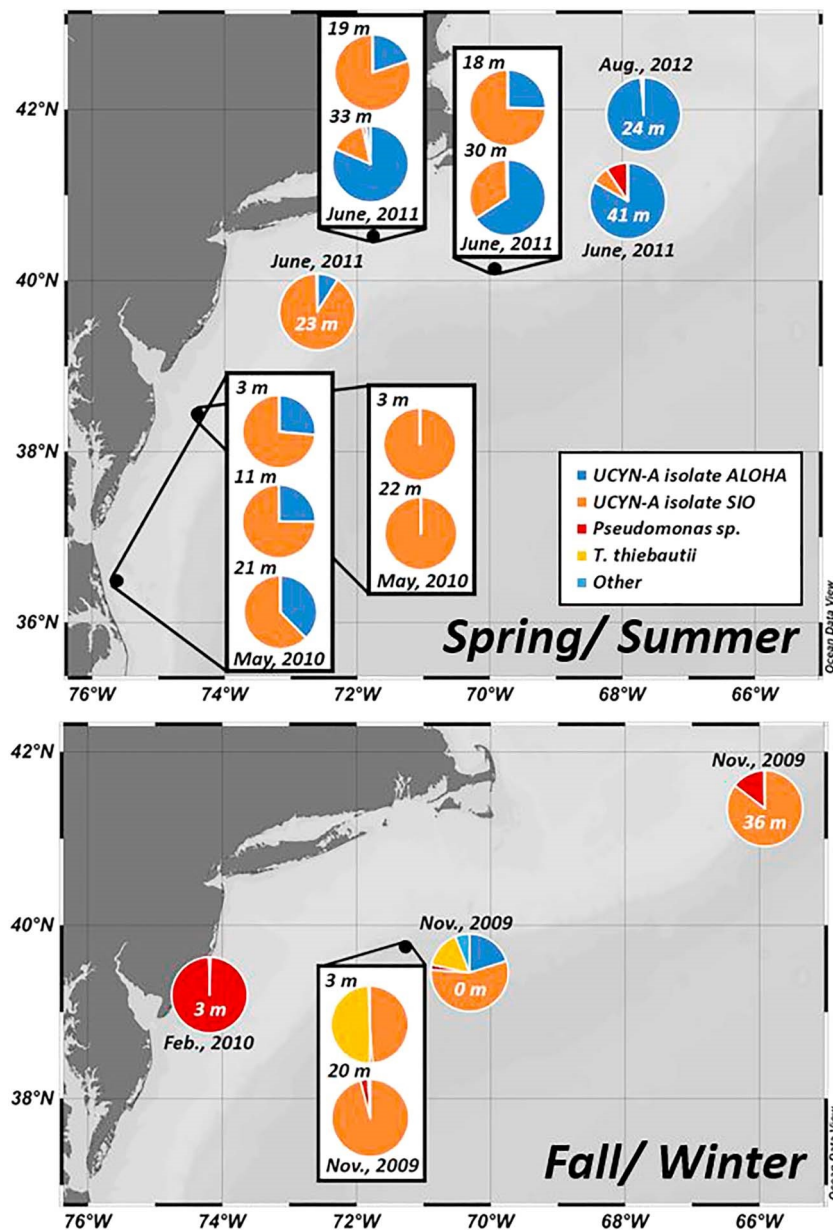 19 m
33 m
June, 2011
18 m
30 m
June, 2011
Aug., 2012
24 m
41 m
June, 2011
June, 2011
23 m
3 m
11 m
21 m
May, 2010
3 m
22 m
May, 2010
UCYN-A isolate ALOHA
UCYN-A isolate SIO
Pseudomonas sp.
T. thiebautii
Other
Spring/ Summer
Ocean Data View
42°N
40°N
38°N
36°N
76°W 74°W 72°W 70°W 68°W 66°W
42°N
40°N
38°N
Nov., 2009
36 m
Nov., 2009
0 m
3 m
Feb., 2010
3 m
20 m
Nov., 2009
Fall/ Winter
Ocean Data View
76°W 74°W 72°W 70°W 68°W 66°W